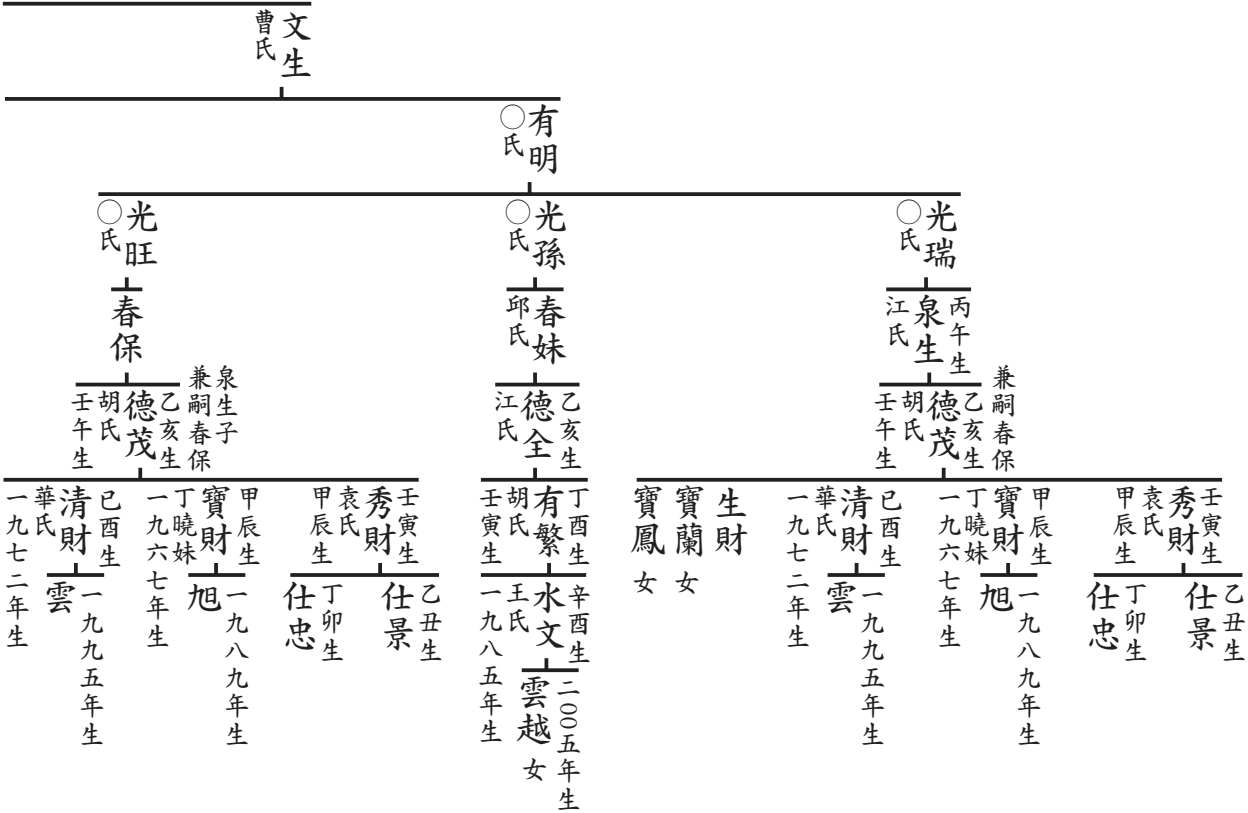 文生
曹氏
有明
〇氏
光瑞
〇氏
光孫
〇氏
光旺
〇氏
丙午生
泉生
江氏
春妹
邱氏
春保
兼嗣春保
乙亥生
德茂
胡氏
壬午生
乙亥生
德全
江氏
泉生子
兼嗣春保
乙亥生
德茂
胡氏
壬午生
壬寅生
秀財
袁氏
甲辰生
甲辰生
寶財
丁曉妹
一九六七年生
已酉生
清財
華氏
一九七二年生
生財
寶蘭 女
寶鳳 女
丁酉生
有繁
胡氏
壬寅生
壬寅生
秀財
袁氏
甲辰生
甲辰生
寶財
丁曉妹
一九六七年生
已酉生
清財
華氏
一九七二年生
乙丑生
仕景
丁卯生
仕忠
一九八九年生
旭
一九九五年生
雲
辛酉生
水文
王氏
一九八五年生
乙丑生
仕景
丁卯生
仕忠
一九八九年生
旭
一九九五年生
雲
二00五年生
雲越 女